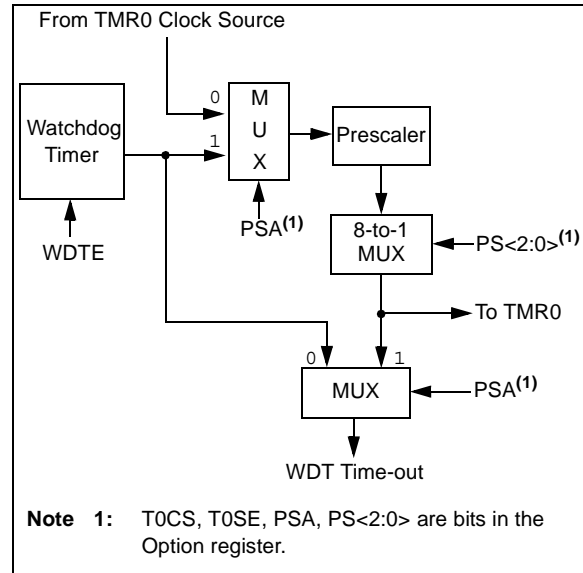 From TMR0 Clock Source
0
M
U
X
Watchdog
Timer
1
Prescaler
PSA(1)
WDTE
8-to-1
MUX
PS<2:0>(1)
To TMR0
0
1
MUX
PSA(1)
WDT Time-out
Note 1: T0CS, T0SE, PSA, PS<2:0> are bits in the
Option register.